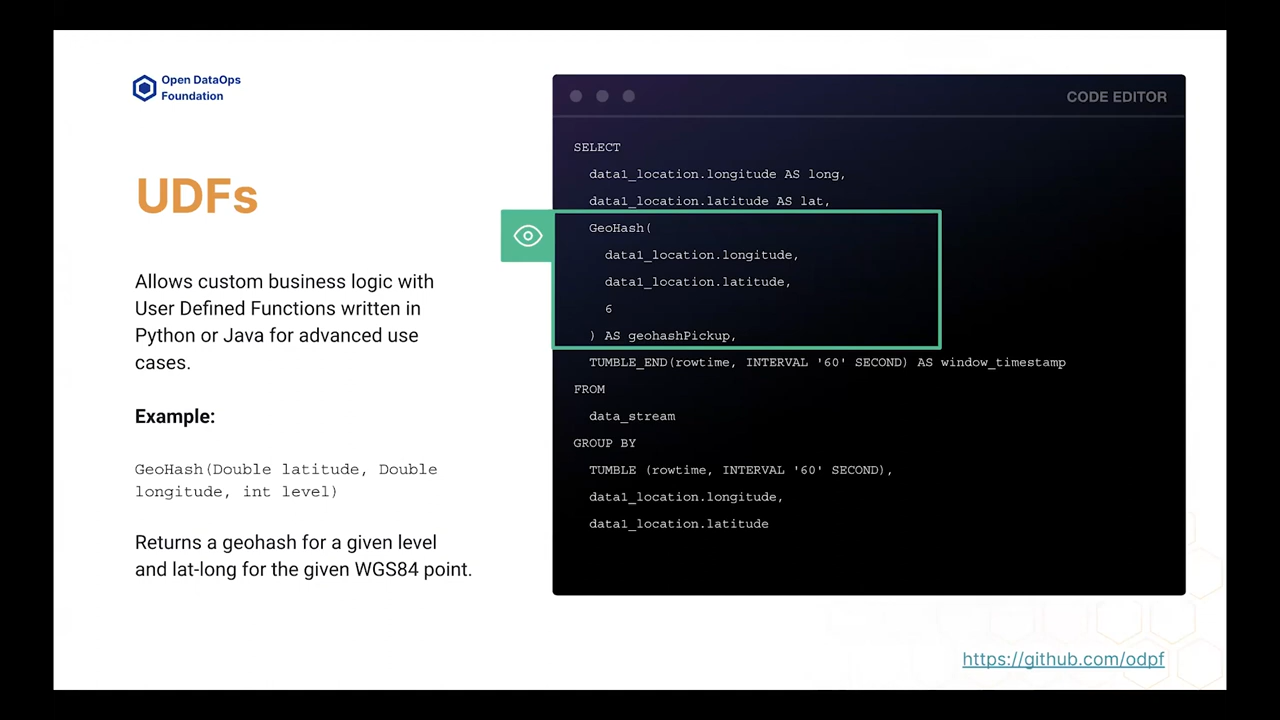 Open DataOps
Foundation
UDFs
Allows custom business logic with
User Defined Functions written in
Python or Java for advanced use
cases.
Example:
GeoHash(Double latitude, Double
longitude, int level)
Returns a geohash for a given level
and lat-long for the given WGS84 point.
CODE EDITOR
SELECT
data1_location.longitude AS long,
data1_location.latitude AS lat,
GeoHash(
data1_location.longitude,
data1_location.latitude,
6
) AS geohashPickup,
TUMBLE_END(rowtime, INTERVAL '60' SECOND) AS window_timestamp
FROM
data_stream
GROUP BY
TUMBLE (rowtime, INTERVAL '60' SECOND),
data1_location.longitude,
data1_location.latitude
https://github.com/odpf